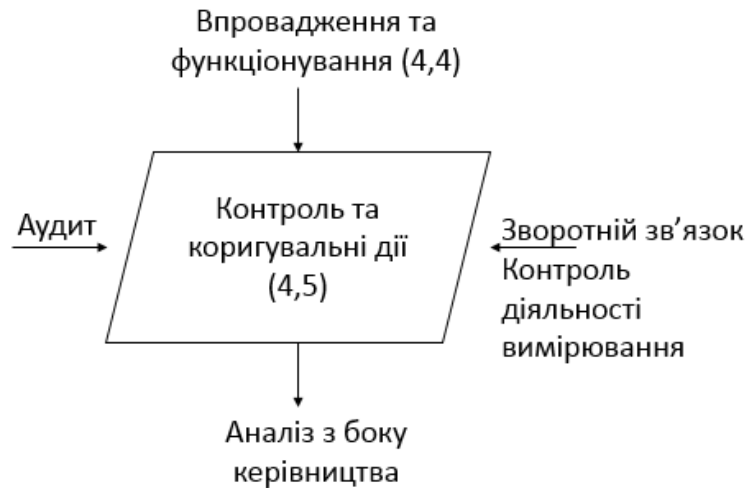 Впровадження та
функціонування (4,4)
Аудит
Контроль та
коригувальні дії
(4,5)
Зворотній зв’язок
Контроль
діяльності
вимірювання
Аналіз з боку
керівництва